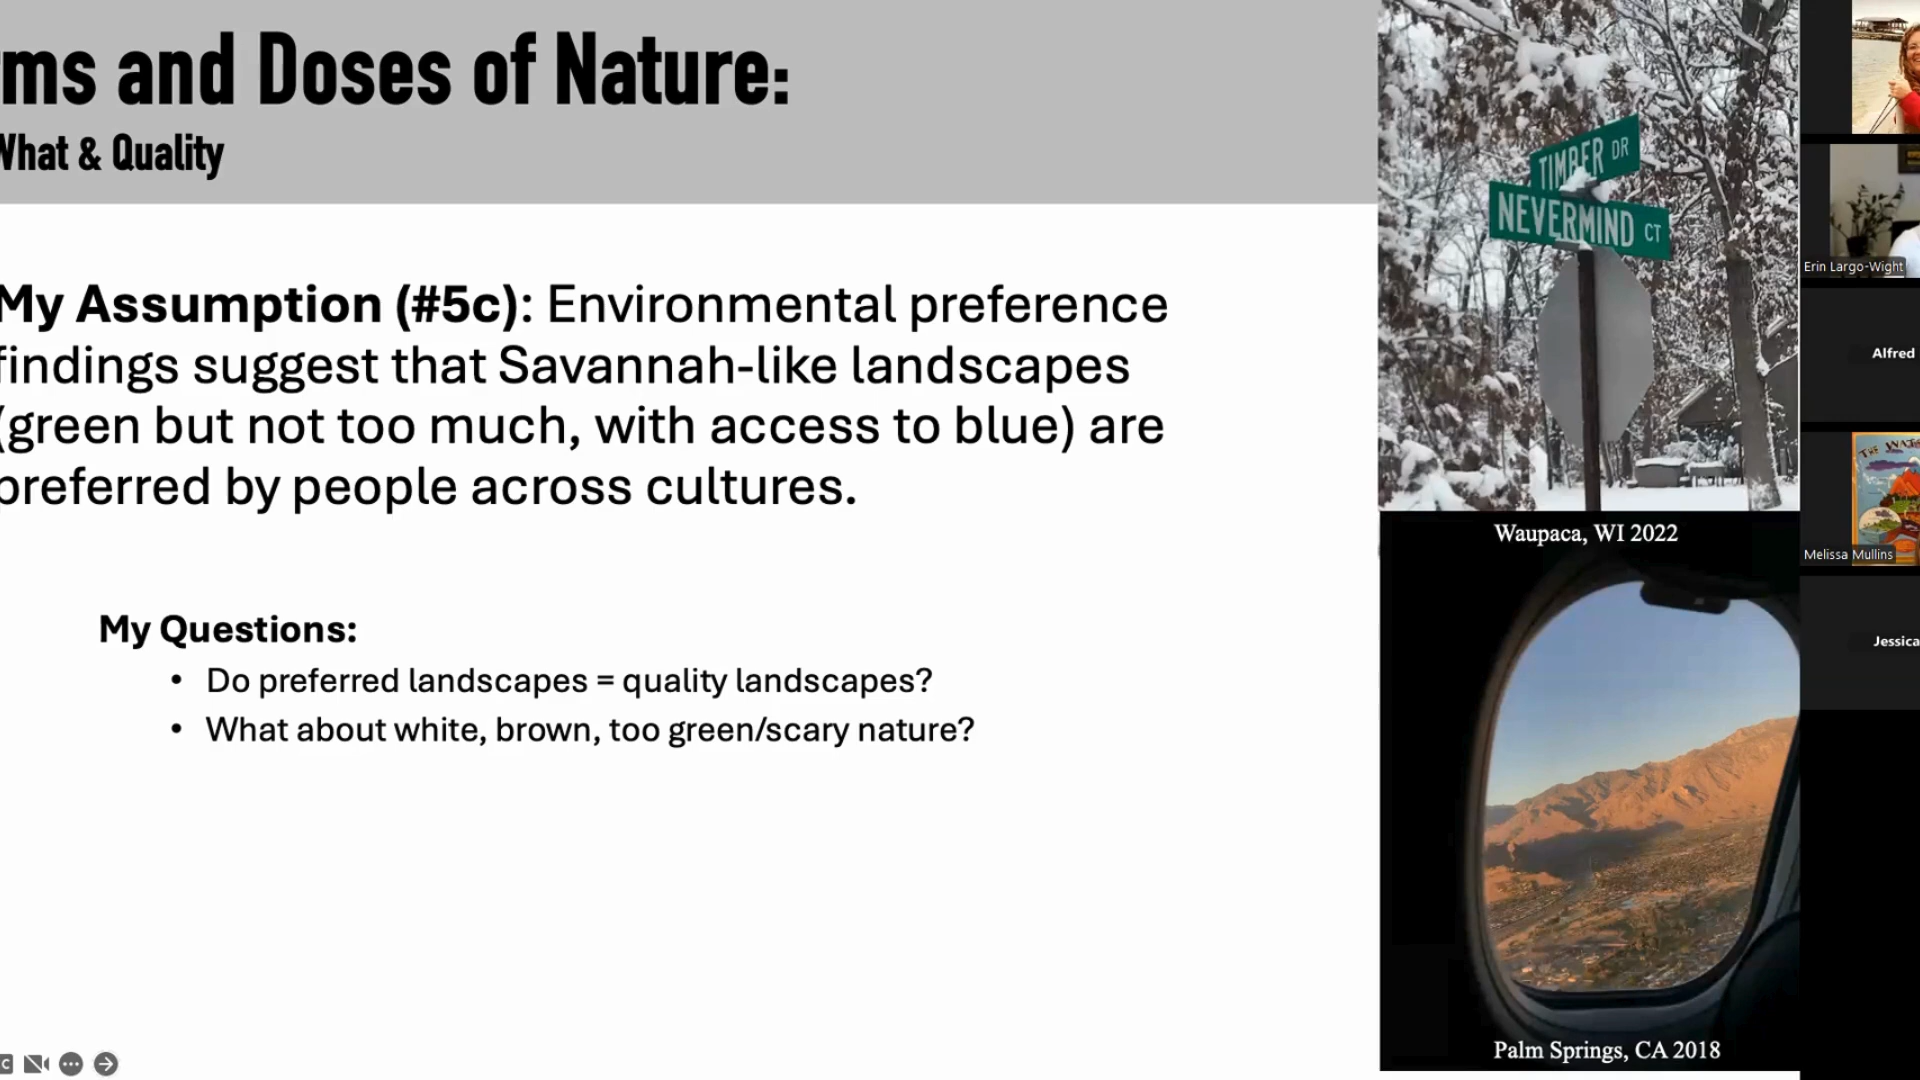 ms and Doses of Nature:
What & Quality
My Assumption (#5c): Environmental preference
findings suggest that Savannah-like landscapes
(green but not too much, with access to blue) are
preferred by people across cultures.
My Questions:
• Do preferred landscapes = quality landscapes?
• What about white, brown, too green/scary nature?
TIMBER DR
NEVERMIND CT
Waupaca, WI 2022
Palm Springs, CA 2018
Erin Largo-Wight
Alfred
Melissa Mullins
Jessica